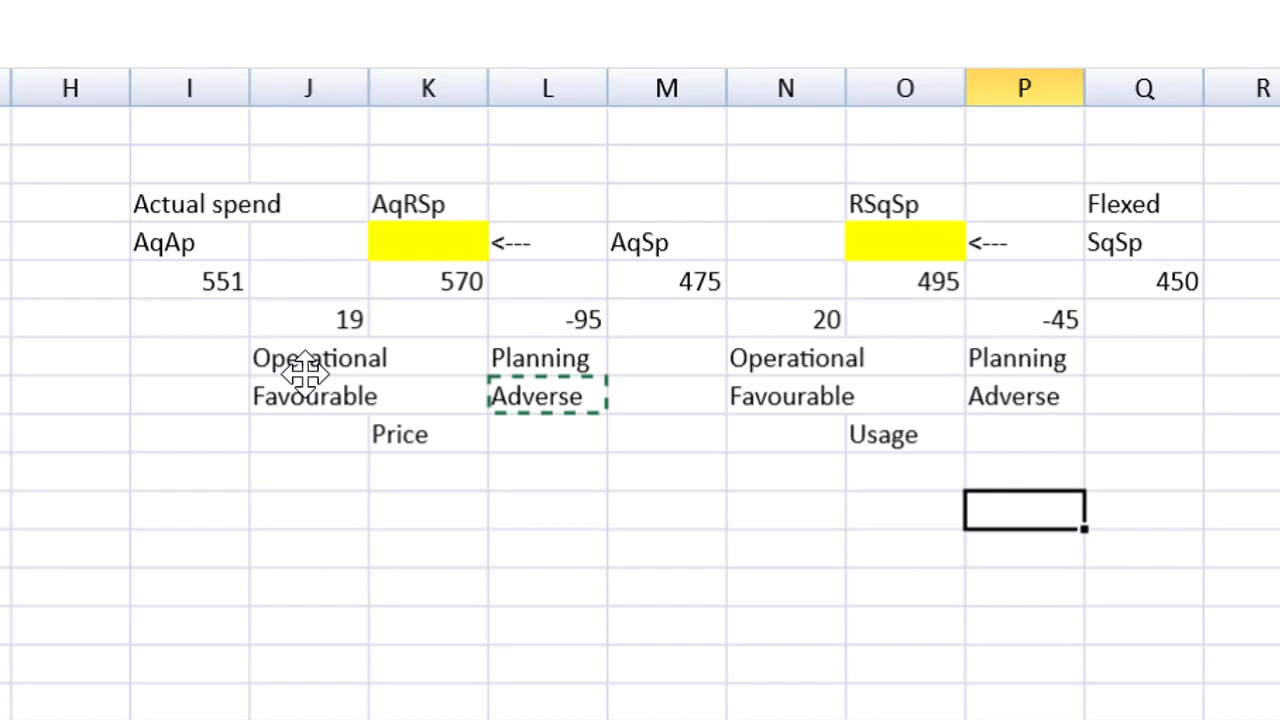 H I J K L M N O P Q R
Actual spend AqRSp RSqSp Flexed
AqAp <--- AqSp <--- SqSp
551 570 475 495 450
19 -95 20 -45
Operational Planning Operational Planning
Favourable Adverse Favourable Adverse
Price Usage